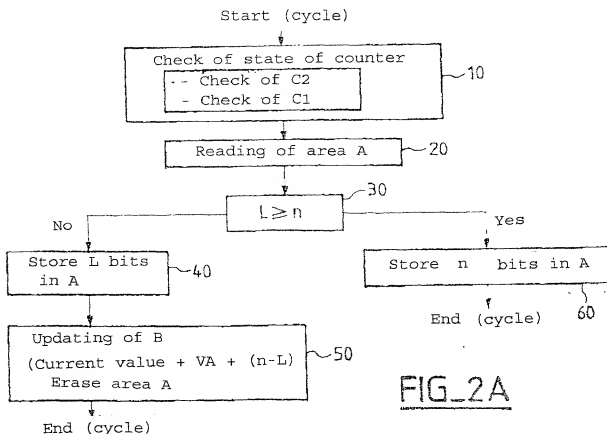 Start (cycle)
Check of state of counter
-- Check of C2
- Check of C1
10
Reading of area A
20
30
L ≥ n
No
Yes
Store L bits
in A
40
Store n bits in A
60
Updating of B
(Current value + VA + (n-L)
Erase area A
50
End (cycle)
End (cycle)
FIG_2A